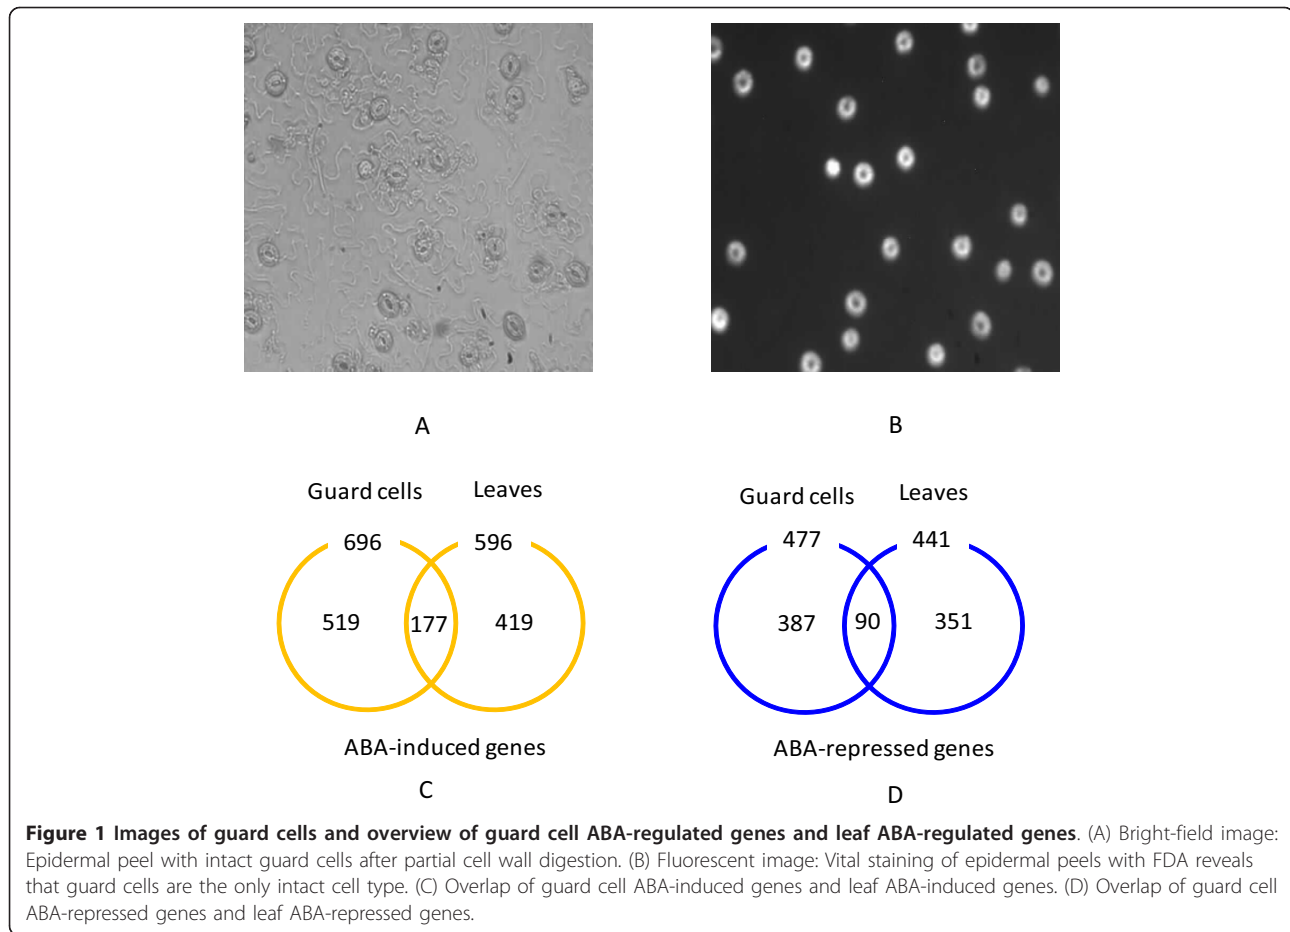 A
B
Guard cells Leaves
696 596
519 177 419
ABA-induced genes
C
Guard cells Leaves
477 441
387 90 351
ABA-repressed genes
D
Figure 1 Images of guard cells and overview of guard cell ABA-regulated genes and leaf ABA-regulated genes. (A) Bright-field image:
Epidermal peel with intact guard cells after partial cell wall digestion. (B) Fluorescent image: Vital staining of epidermal peels with FDA reveals
that guard cells are the only intact cell type. (C) Overlap of guard cell ABA-induced genes and leaf ABA-induced genes. (D) Overlap of guard cell
ABA-repressed genes and leaf ABA-repressed genes.